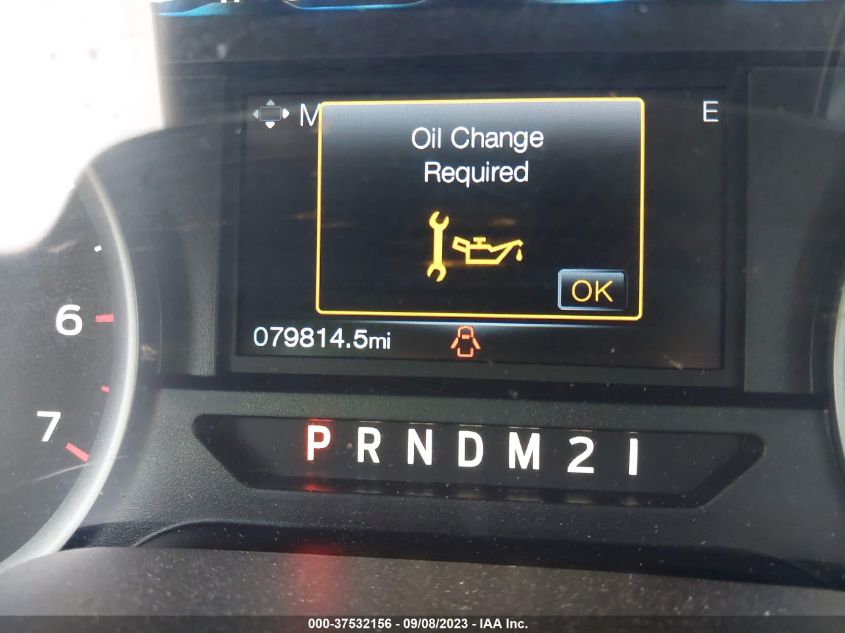 M
E
Oil Change
Required
OK
6
079814.5mi
7
P R N D M 2 1
000-37532156 - 09/08/2023 - IAA Inc.